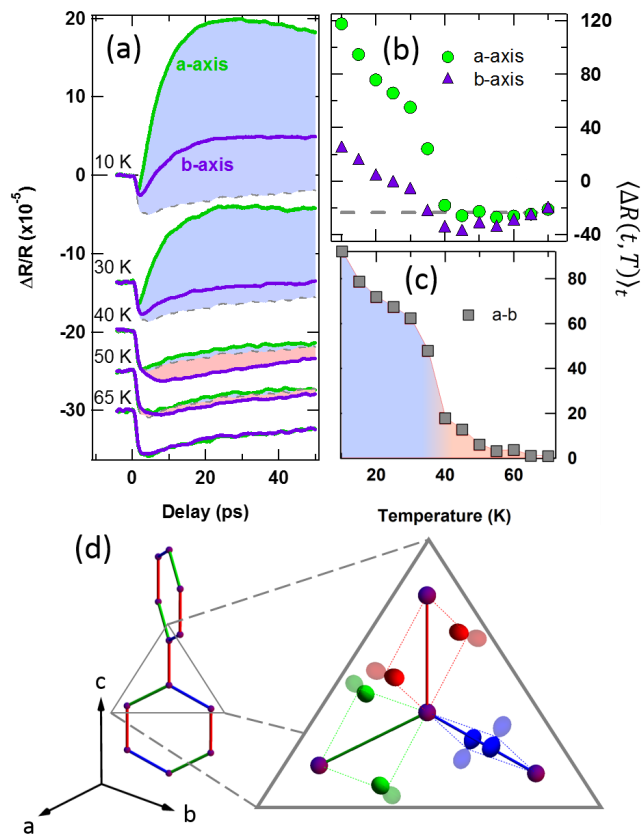 (a)
a-axis
b-axis
10 K
30 K
40 K
50 K
65 K
20
10
0
-10
-20
-30
ΔR/R (x10⁻⁵)
0
20
40
Delay (ps)
(b)
a-axis
b-axis
120
80
40
0
-40
⟨ΔR(t,T)⟩ₜ
(c)
a-b
80
60
40
20
0
20
40
60
Temperature (K)
(d)
c
a
b